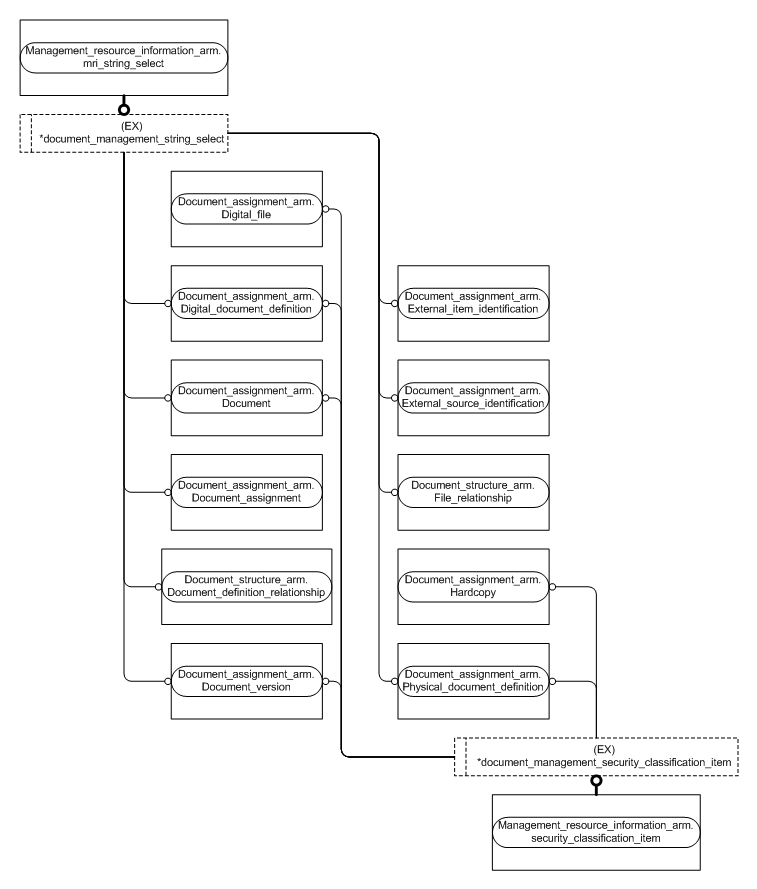 Management_resource_information_arm.
mri_string_select
(EX)
*document_management_string_select
Document_assignment_arm.
Digital_file
Document_assignment_arm.
Digital_document_definition
Document_assignment_arm.
External_item_identification
Document_assignment_arm.
Document
Document_assignment_arm.
External_source_identification
Document_assignment_arm.
Document_assignment
Document_structure_arm.
File_relationship
Document_structure_arm.
Document_definition_relationship
Document_assignment_arm.
Hardcopy
Document_assignment_arm.
Document_version
Document_assignment_arm.
Physical_document_definition
(EX)
*document_management_security_classification_item
Management_resource_information_arm.
security_classification_item